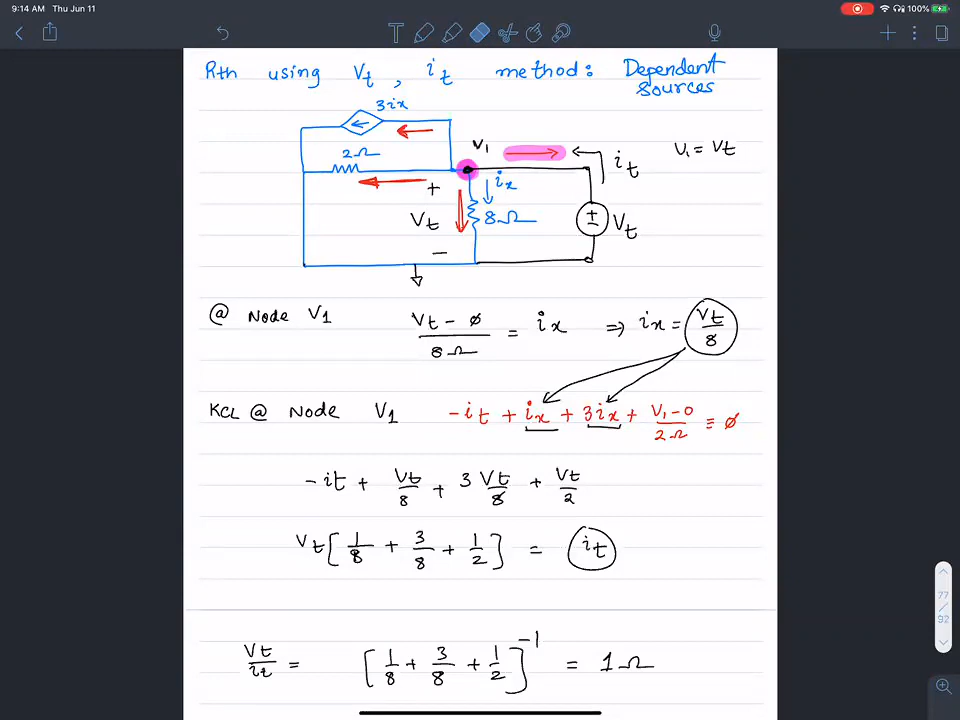 9:14 AM Thu Jun 11
100%
Rth using Vt, it method: Dependent Sources
3ix
2Ω
V1
it
V1 = Vt
ix
+
Vt
8Ω
+
−
Vt
−
@ Node V1
Vt − 0
8Ω
= ix ⇒ ix =
Vt
8
KCL @ Node V1 −it + ix + 3ix + V1−0/2Ω ≡ 0
−it + Vt/8 + 3 Vt/8 + Vt/2
Vt [ 1/8 + 3/8 + 1/2 ] = it
Vt/it = [ 1/8 + 3/8 + 1/2 ]^−1 = 1Ω
77
/
92